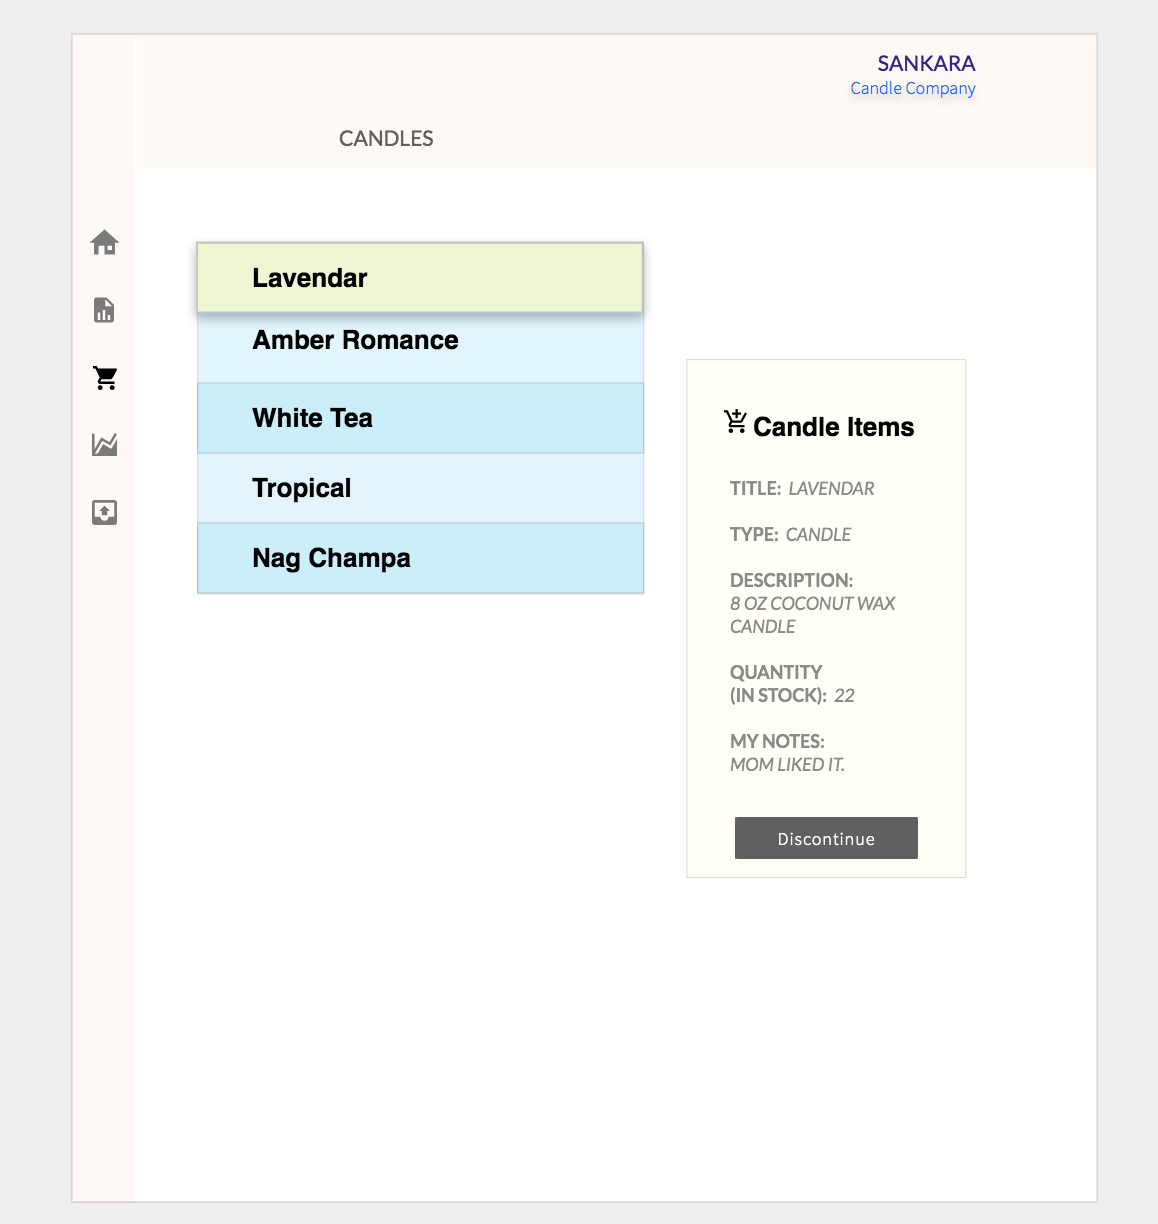 SANKARA
Candle Company
CANDLES
Lavendar
Amber Romance
White Tea
Tropical
Nag Champa
Candle Items
TITLE: LAVENDAR
TYPE: CANDLE
DESCRIPTION:
8 OZ COCONUT WAX
CANDLE
QUANTITY
(IN STOCK): 22
MY NOTES:
MOM LIKED IT.
Discontinue